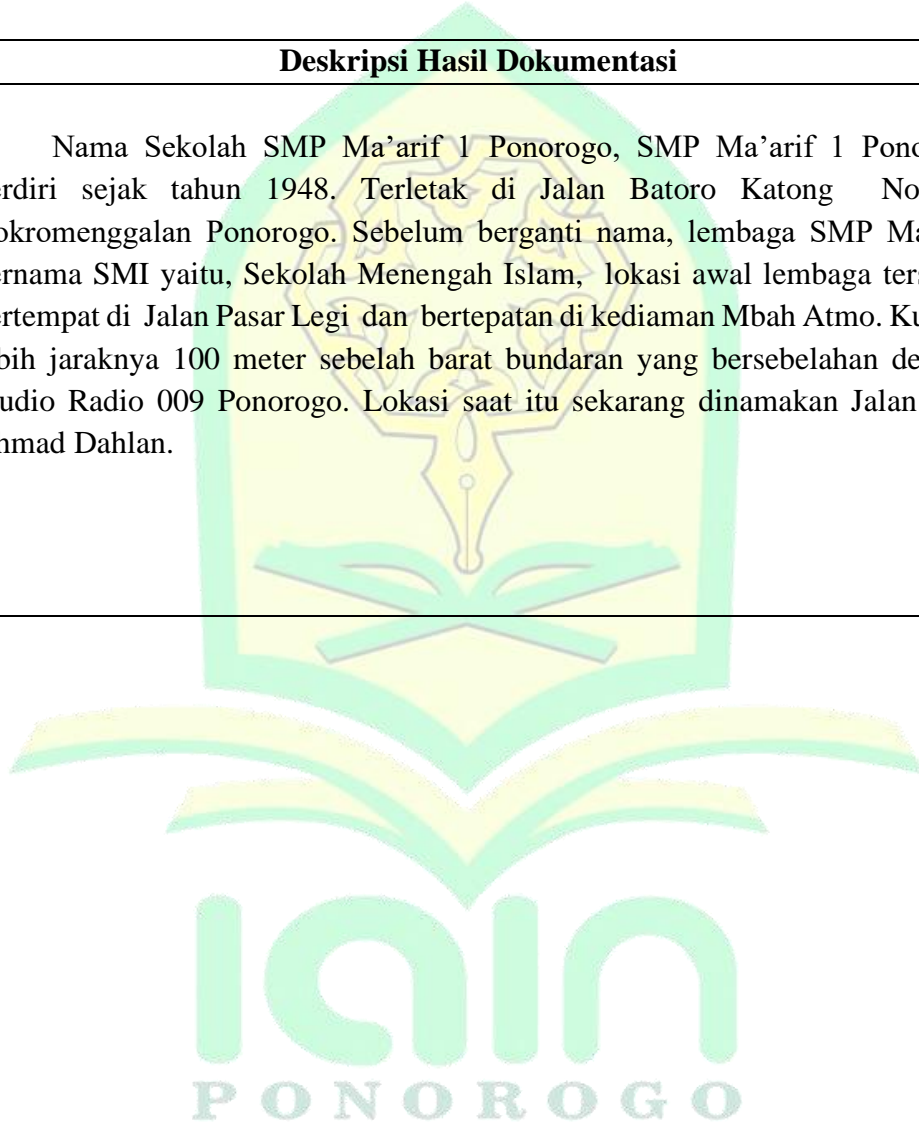 Deskripsi Hasil Dokumentasi
Nama Sekolah SMP Ma’arif 1 Ponorogo, SMP Ma’arif 1 Pono
erdiri sejak tahun 1948. Terletak di Jalan Batoro Katong No
okromenggalan Ponorogo. Sebelum berganti nama, lembaga SMP Ma
ernama SMI yaitu, Sekolah Menengah Islam, lokasi awal lembaga ters
ertempat di Jalan Pasar Legi dan bertepatan di kediaman Mbah Atmo. Ku
bih jaraknya 100 meter sebelah barat bundaran yang bersebelahan de
udio Radio 009 Ponorogo. Lokasi saat itu sekarang dinamakan Jalan
hmad Dahlan.
iain
PONOROGO